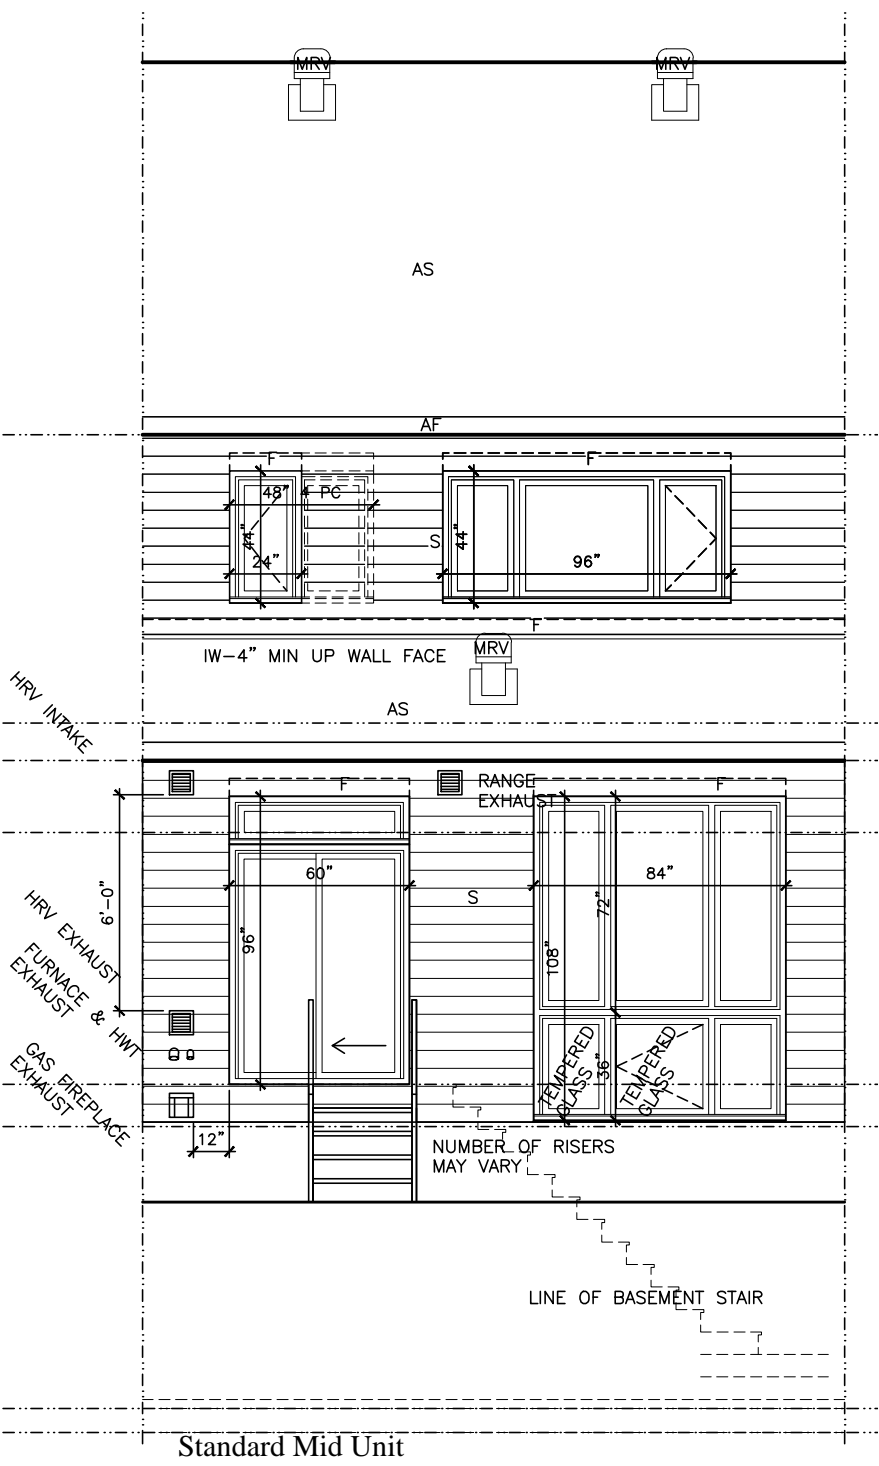 MRV MRV
AS
AF
F F
48" 4 PC
44" S 44"
24" 96"
F
IW-4" MIN UP WALL FACE MRV
HRV INTAKE
AS
RANGE
EXHAUST
F F
60" 84"
6'-0"
96" S 72"
108"
HRV EXHAUST
FURNACE & HWT
EXHAUST
GAS FIREPLACE
EXHAUST
TEMPERED
GLASS
36"
TEMPERED
GLASS
12"
NUMBER OF RISERS
MAY VARY
LINE OF BASEMENT STAIR
Standard Mid Unit